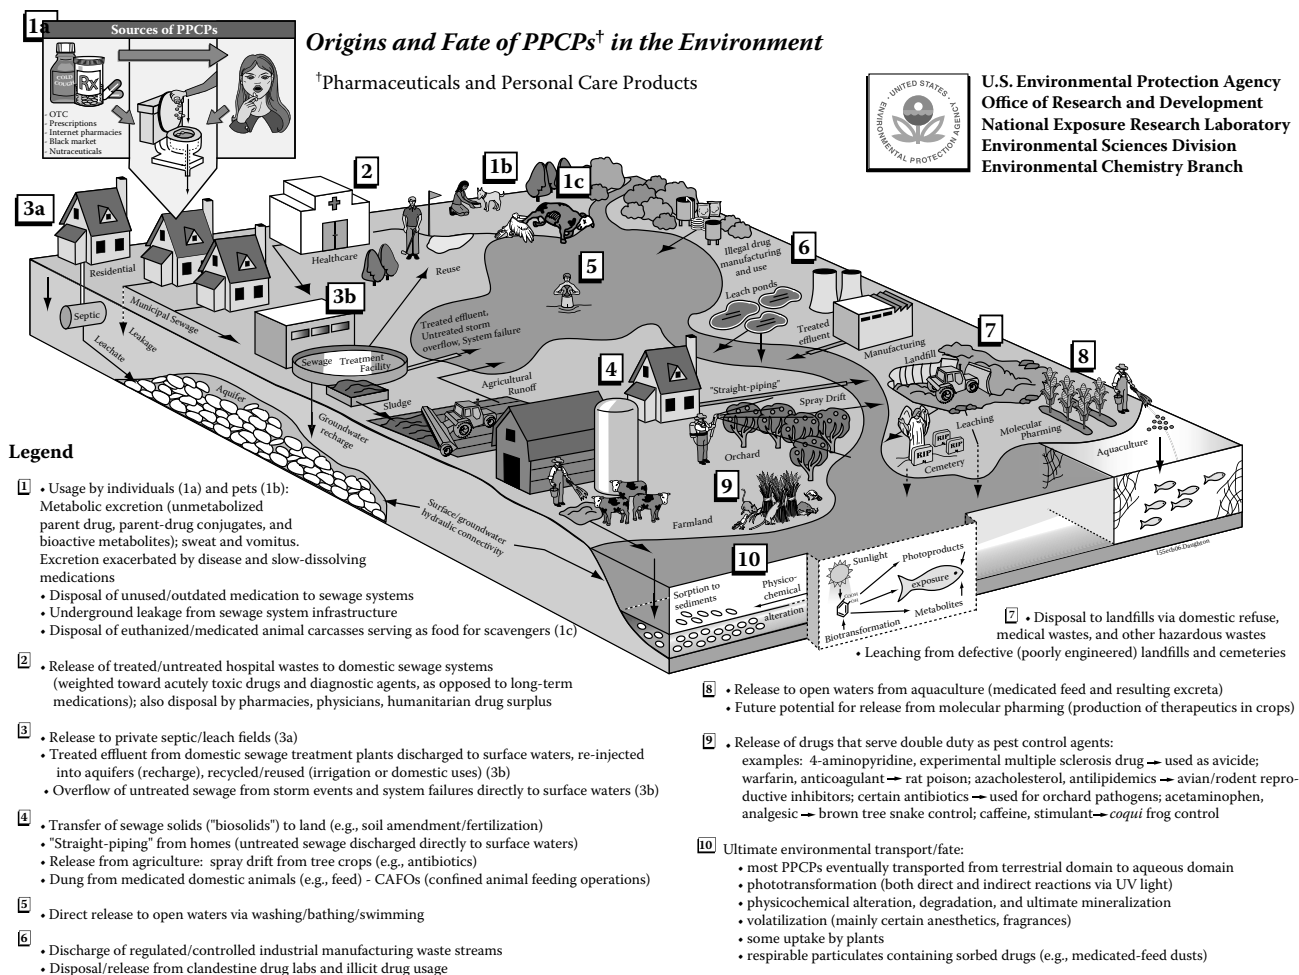 1a
Sources of PPCPs
COLD
COUGH
Rx
- OTC
- Prescriptions
- Internet pharmacies
- Black market
- Nutraceuticals
Origins and Fate of PPCPs† in the Environment
†Pharmaceuticals and Personal Care Products
UNITED STATES
ENVIRONMENTAL PROTECTION AGENCY
U.S. Environmental Protection Agency
Office of Research and Development
National Exposure Research Laboratory
Environmental Sciences Division
Environmental Chemistry Branch
3a
2
1b
1c
Residential
Healthcare
Reuse
5
Illegal drug
manufacturing
and use
6
Leach ponds
Septic
Municipal Sewage
Leakage
Leachate
3b
Treated effluent,
Untreated storm
overflow, System failure
Sewage Treatment
Facility
Treated
effluent
Manufacturing
7
Landfill
8
Aquifer
Sludge
Groundwater
recharge
Agricultural
Runoff
4
"Straight-piping"
Spray Drift
Orchard
Leaching
Molecular
Pharming
RIP
RIP
RIP
Cemetery
Aquaculture
9
Farmland
Surface/groundwater
hydraulic connectivity
10
Sorption to
sediments
Physico-
chemical
alteration
Sunlight
Photoproducts
exposure
Metabolites
Biotransformation
155ecb06.Daughton
Legend
1 • Usage by individuals (1a) and pets (1b):
Metabolic excretion (unmetabolized
parent drug, parent-drug conjugates, and
bioactive metabolites); sweat and vomitus.
Excretion exacerbated by disease and slow-dissolving
medications
• Disposal of unused/outdated medication to sewage systems
• Underground leakage from sewage system infrastructure
• Disposal of euthanized/medicated animal carcasses serving as food for scavengers (1c)
2 • Release of treated/untreated hospital wastes to domestic sewage systems
(weighted toward acutely toxic drugs and diagnostic agents, as opposed to long-term
medications); also disposal by pharmacies, physicians, humanitarian drug surplus
3 • Release to private septic/leach fields (3a)
• Treated effluent from domestic sewage treatment plants discharged to surface waters, re-injected
into aquifers (recharge), recycled/reused (irrigation or domestic uses) (3b)
• Overflow of untreated sewage from storm events and system failures directly to surface waters (3b)
4 • Transfer of sewage solids ("biosolids") to land (e.g., soil amendment/fertilization)
• "Straight-piping" from homes (untreated sewage discharged directly to surface waters)
• Release from agriculture: spray drift from tree crops (e.g., antibiotics)
• Dung from medicated domestic animals (e.g., feed) - CAFOs (confined animal feeding operations)
5 • Direct release to open waters via washing/bathing/swimming
6 • Discharge of regulated/controlled industrial manufacturing waste streams
• Disposal/release from clandestine drug labs and illicit drug usage
7 • Disposal to landfills via domestic refuse,
medical wastes, and other hazardous wastes
• Leaching from defective (poorly engineered) landfills and cemeteries
8 • Release to open waters from aquaculture (medicated feed and resulting excreta)
• Future potential for release from molecular pharming (production of therapeutics in crops)
9 • Release of drugs that serve double duty as pest control agents:
examples: 4-aminopyridine, experimental multiple sclerosis drug → used as avicide;
warfarin, anticoagulant → rat poison; azacholesterol, antilipidemics → avian/rodent repro-
ductive inhibitors; certain antibiotics → used for orchard pathogens; acetaminophen,
analgesic → brown tree snake control; caffeine, stimulant → coqui frog control
10 Ultimate environmental transport/fate:
• most PPCPs eventually transported from terrestrial domain to aqueous domain
• phototransformation (both direct and indirect reactions via UV light)
• physicochemical alteration, degradation, and ultimate mineralization
• volatilization (mainly certain anesthetics, fragrances)
• some uptake by plants
• respirable particulates containing sorbed drugs (e.g., medicated-feed dusts)